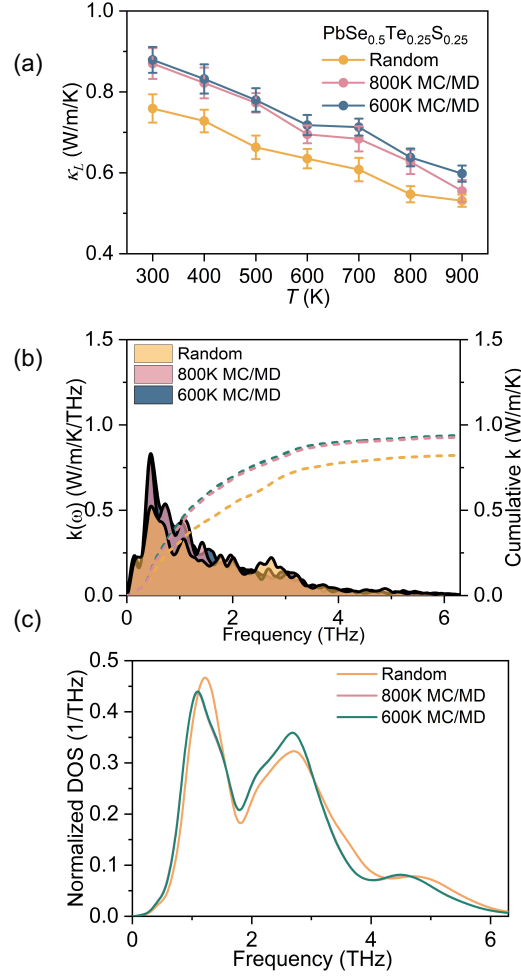 (a)
PbSe0.5Te0.25S0.25
Random
800K MC/MD
600K MC/MD
κL (W/m/K)
1.0
0.8
0.6
0.4
300 400 500 600 700 800 900
T (K)
(b)
Random
800K MC/MD
600K MC/MD
k(ω) (W/m/K/THz)
1.5
1.0
0.5
0.0
Cumulative k (W/m/K)
1.5
1.0
0.5
0.0
0 2 4 6
Frequency (THz)
(c)
Random
800K MC/MD
600K MC/MD
Normalized DOS (1/THz)
0.5
0.4
0.3
0.2
0.1
0.0
0 2 4 6
Frequency (THz)